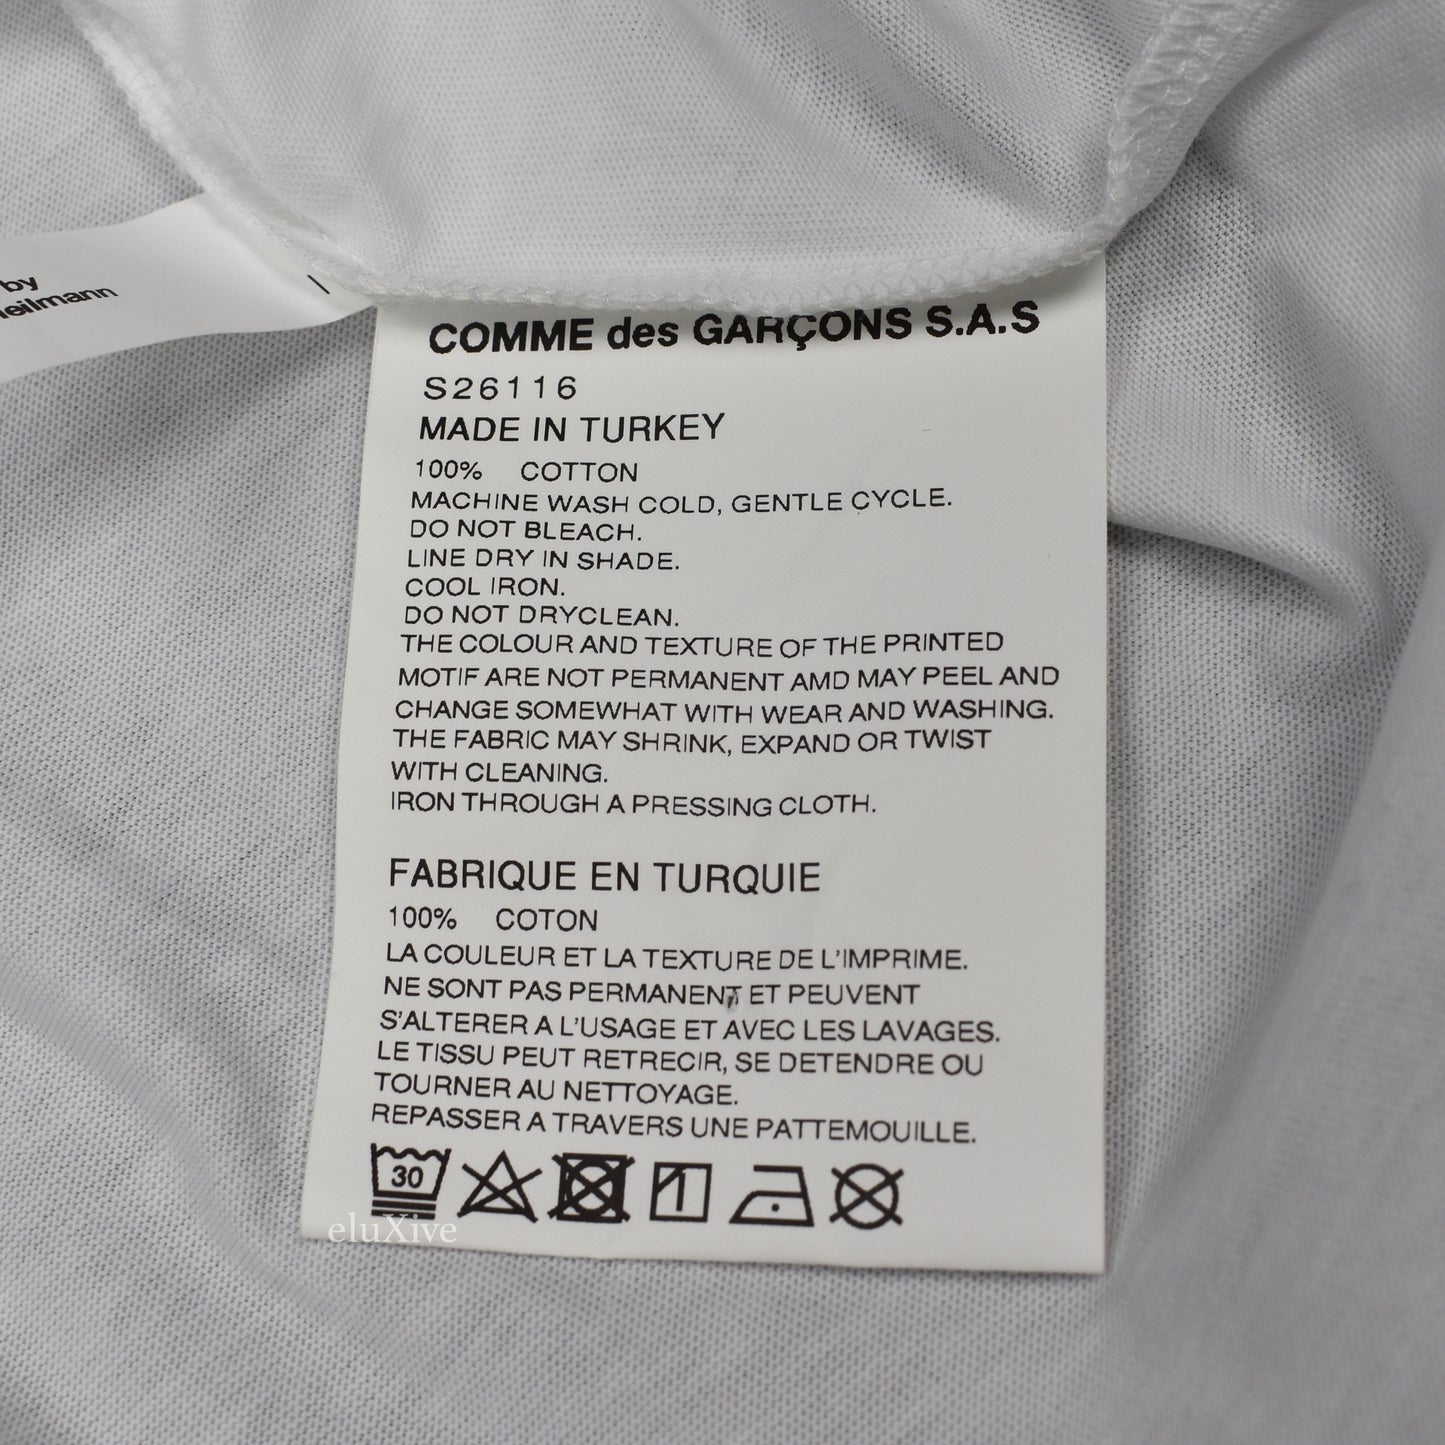 by
COMME des GARÇONS S.A.S
S26116
MADE IN TURKEY
100% COTTON
MACHINE WASH COLD, GENTLE CYCLE.
DO NOT BLEACH.
LINE DRY IN SHADE.
COOL IRON.
DO NOT DRYCLEAN.
THE COLOUR AND TEXTURE OF THE PRINTED
MOTIF ARE NOT PERMANENT AMD MAY PEEL AND
CHANGE SOMEWHAT WITH WEAR AND WASHING.
THE FABRIC MAY SHRINK, EXPAND OR TWIST
WITH CLEANING.
IRON THROUGH A PRESSING CLOTH.
FABRIQUE EN TURQUIE
100% COTON
LA COULEUR ET LA TEXTURE DE L'IMPRIME.
NE SONT PAS PERMANENT ET PEUVENT
S'ALTERER A L'USAGE ET AVEC LES LAVAGES.
LE TISSU PEUT RETRECIR, SE DETENDRE OU
TOURNER AU NETTOYAGE.
REPASSER A TRAVERS UNE PATTEMOUILLE.
30
eluXive